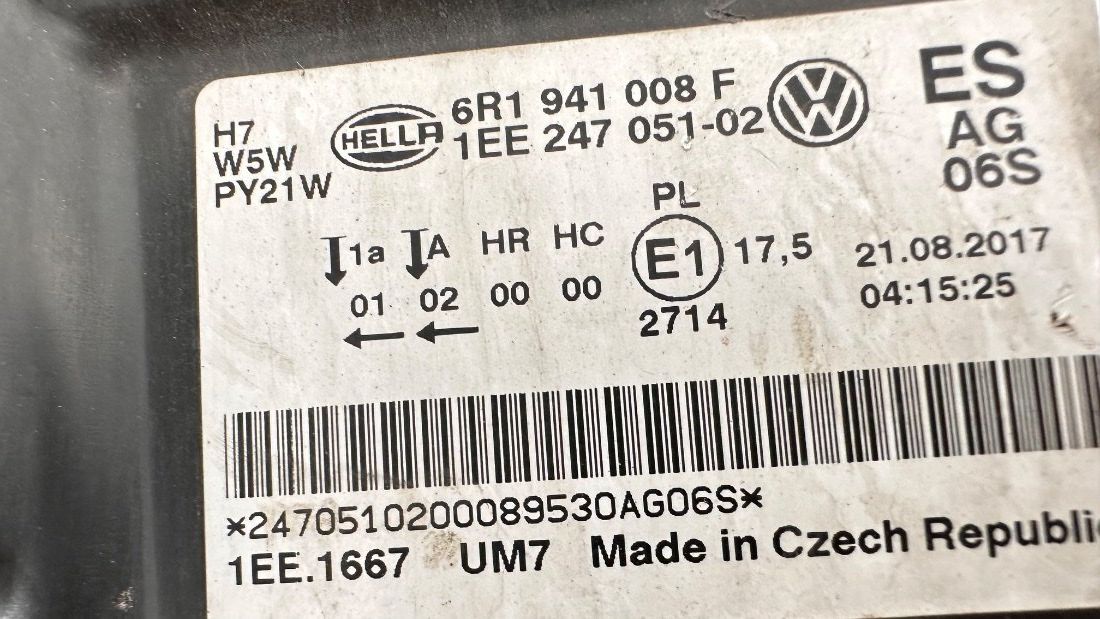 H7
W5W
PY21W
HELLA
6R1 941 008 F
1EE 247 051-02
VW
ES
AG
06S
1a A HR HC
01 02 00 00
PL
E1 17,5
2714
21.08.2017
04:15:25
*2470510200089530AG06S*
1EE.1667 UM7 Made in Czech Republi